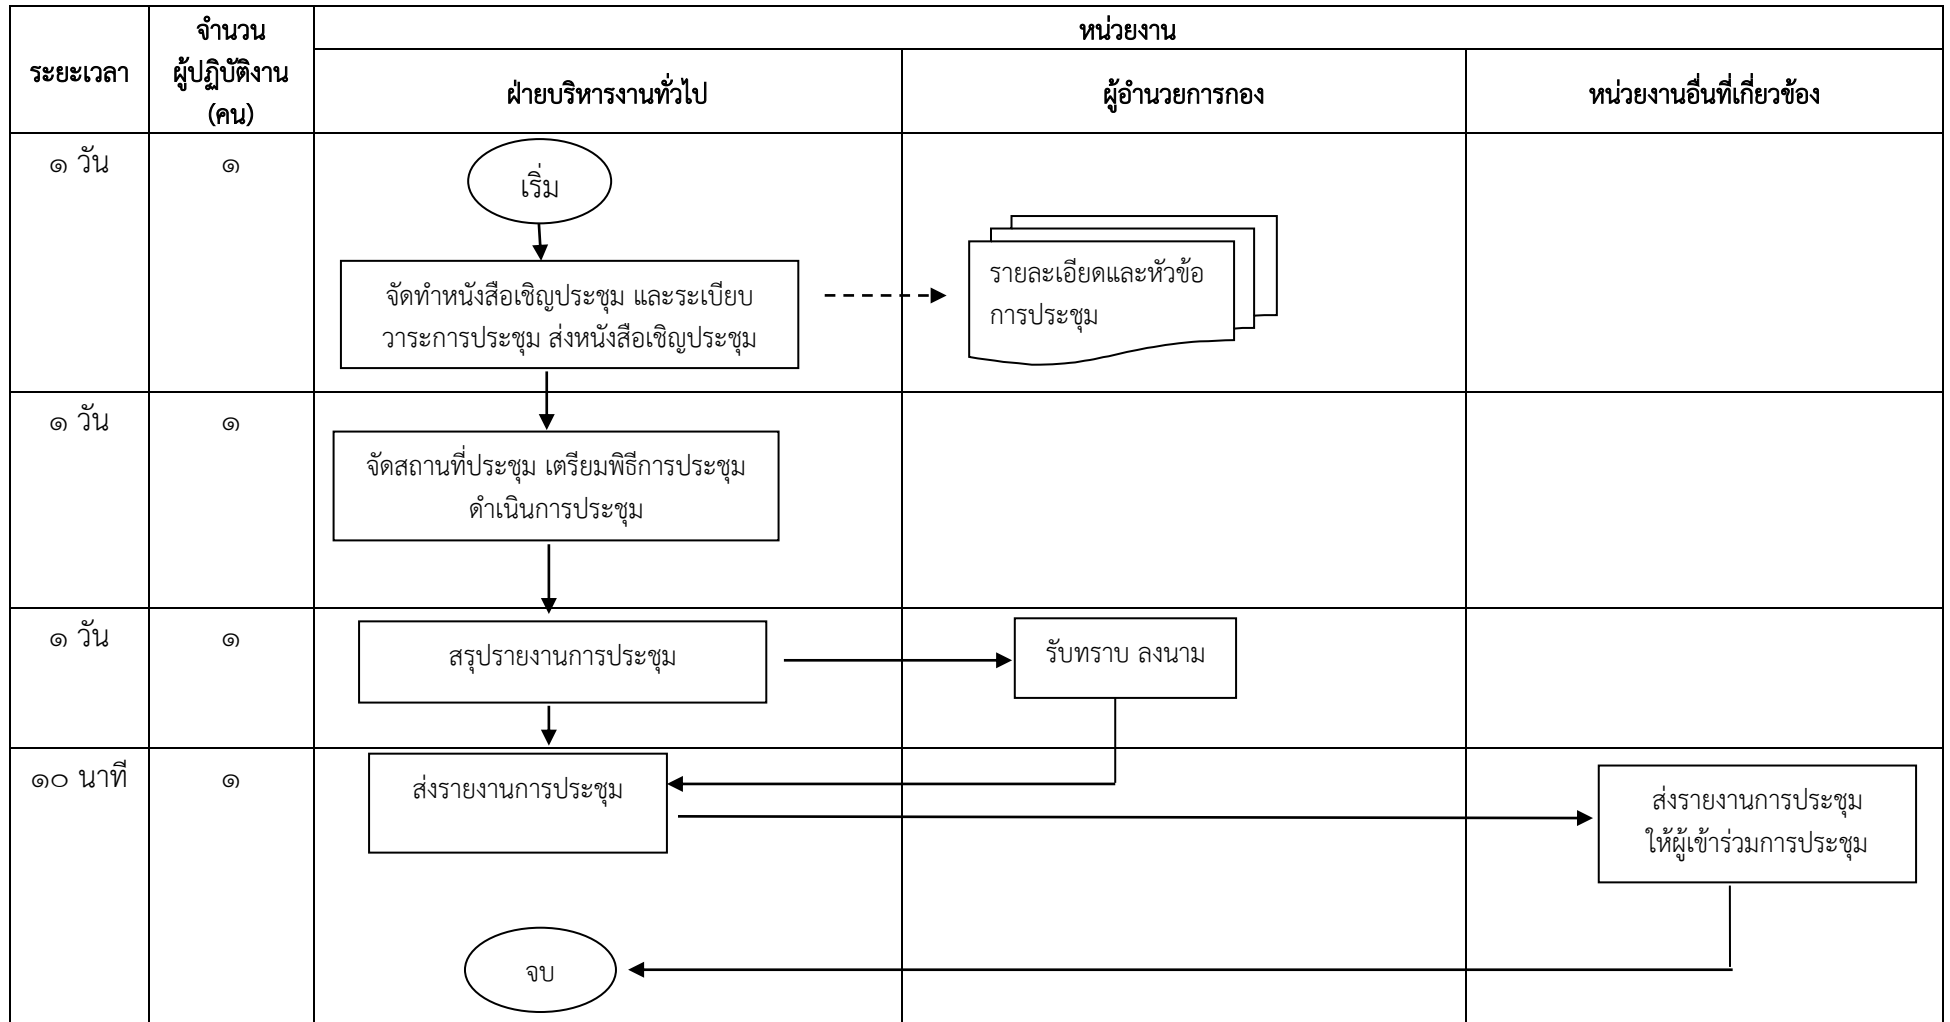 ระยะเวลา
จำนวน
ผู้ปฏิบัติงาน
(คน)
หน่วยงาน
ฝ่ายบริหารงานทั่วไป
ผู้อำนวยการกอง
หน่วยงานอื่นที่เกี่ยวข้อง
๑ วัน
๑
เริ่ม
จัดทำหนังสือเชิญประชุม และระเบียบ
วาระการประชุม ส่งหนังสือเชิญประชุม
รายละเอียดและหัวข้อ
การประชุม
๑ วัน
๑
จัดสถานที่ประชุม เตรียมพิธีการประชุม
ดำเนินการประชุม
๑ วัน
๑
สรุปรายงานการประชุม
รับทราบ ลงนาม
๑๐ นาที
๑
ส่งรายงานการประชุม
ส่งรายงานการประชุม
ให้ผู้เข้าร่วมการประชุม
จบ